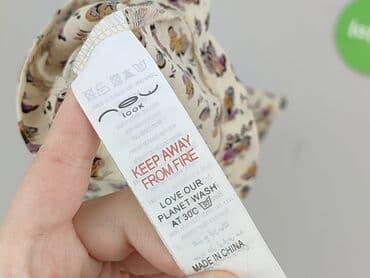 new
look
KEEP AWAY
FROM FIRE
LOVE OUR
PLANET WASH
AT 30C
MADE IN CHINA